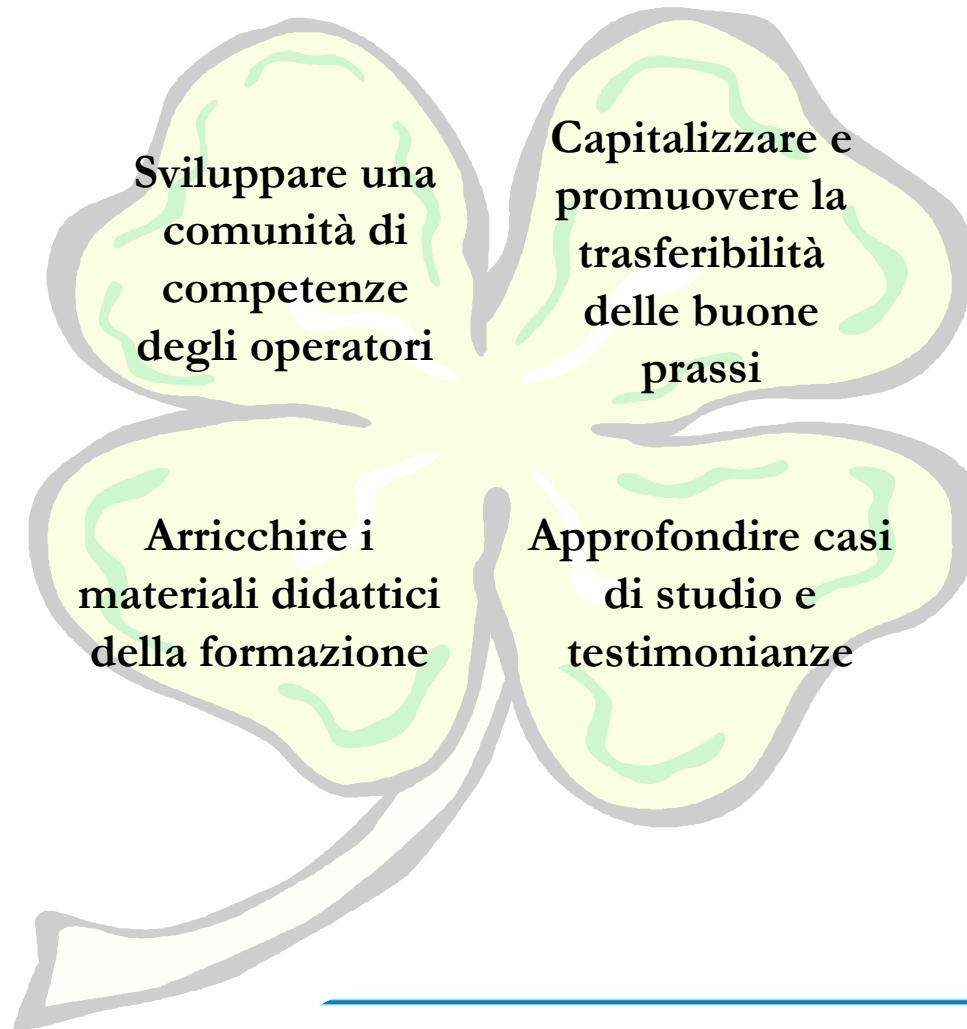 Sviluppare una
comunità di
competenze
degli operatori
Capitalizzare e
promuovere la
trasferibilità
delle buone
prassi
Arricchire i
materiali didattici
della formazione
Approfondire casi
di studio e
testimonianze